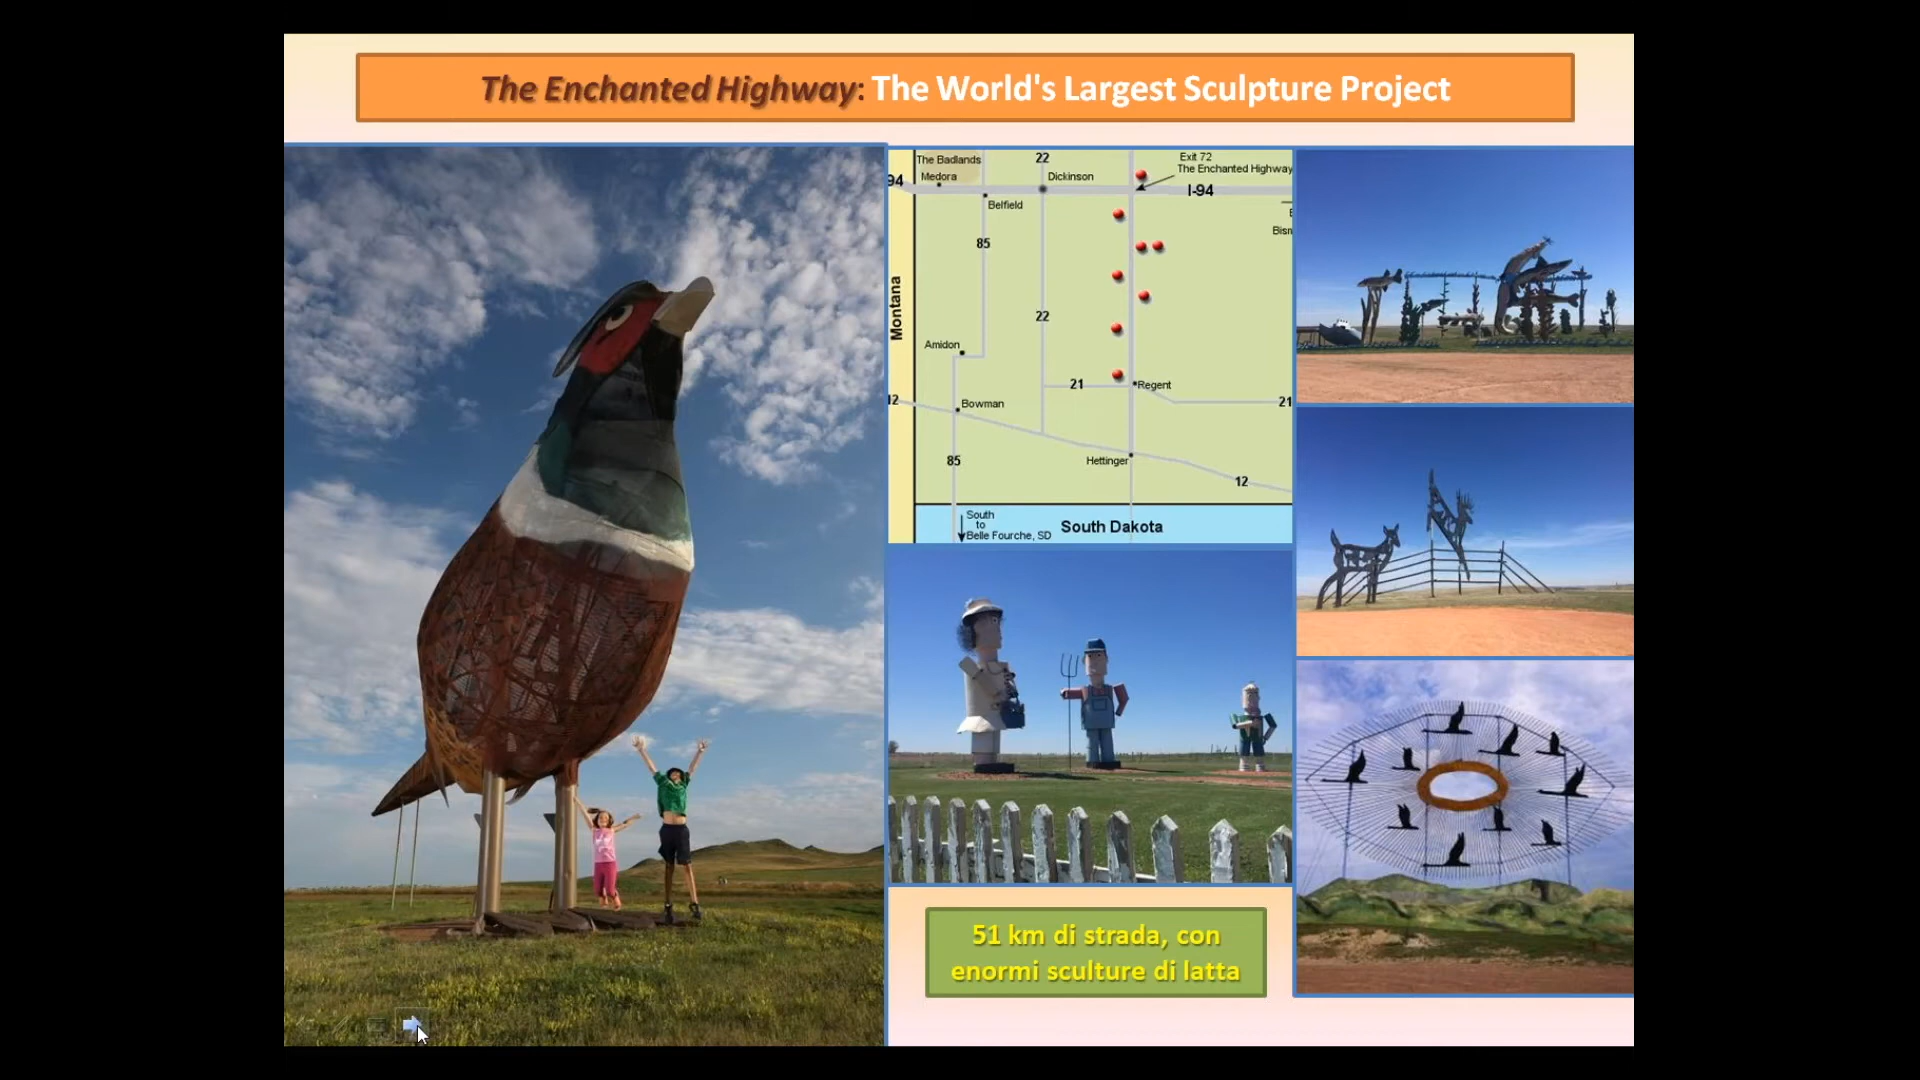 The Enchanted Highway: The World's Largest Sculpture Project
The Badlands
22
Exit 72
The Enchanted Highway
94
Medora
Dickinson
I-94
Belfield
85
Montana
22
Amidon
21
Regent
12
Bowman
21
85
Hettinger
12
South
to
Belle Fourche, SD
South Dakota
51 km di strada, con
enormi sculture di latta